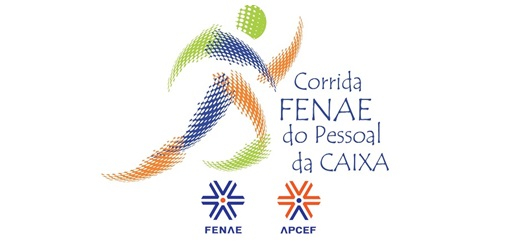 Corrida
FENAE
do Pessoal
da CAIXA
FENAE
APCEF